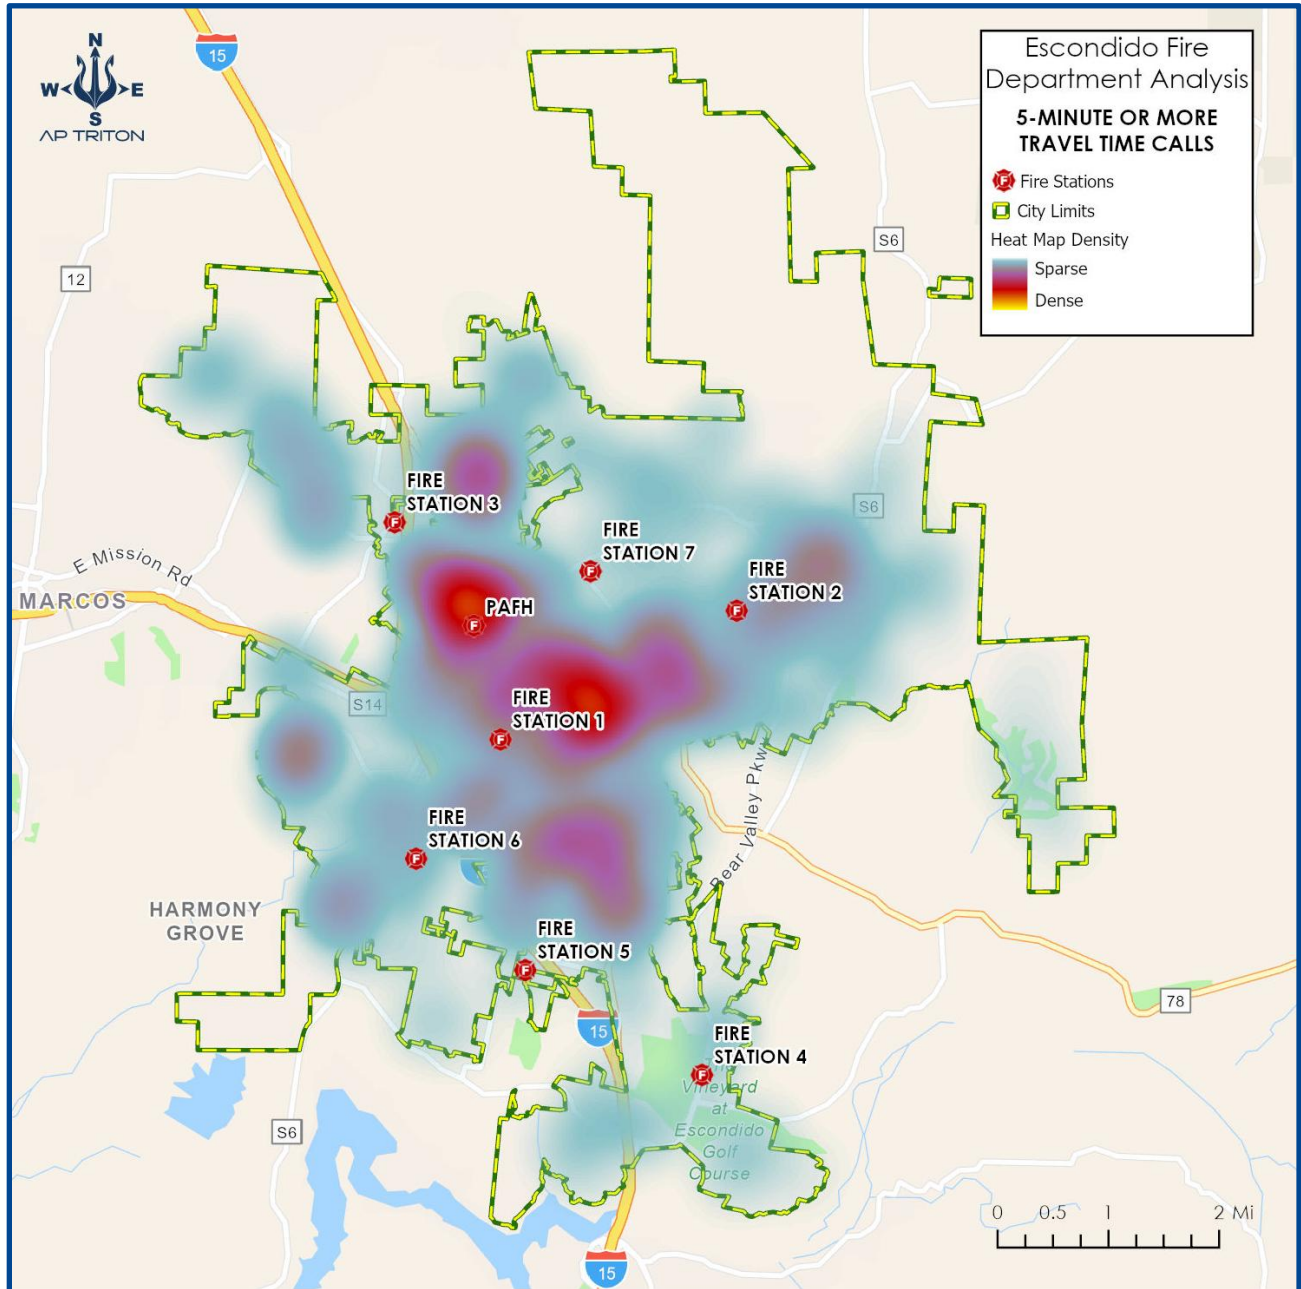 N
W E
S
AP TRITON
15
Escondido Fire
Department Analysis
5-MINUTE OR MORE
TRAVEL TIME CALLS
F Fire Stations
City Limits
Heat Map Density
Sparse
Dense
S6
12
FIRE
STATION 3
F
S6
FIRE
STATION 7
F
E Mission Rd
MARCOS
FIRE
STATION 2
F
PAFH
F
S14
FIRE
STATION 1
F
Bear Valley Pkwy
FIRE
STATION 6
F
HARMONY
GROVE
FIRE
STATION 5
F
78
15
FIRE
STATION 4
F
Vineyard
at
Escondido
Golf
Course
S6
0 0.5 1 2 Mi
15